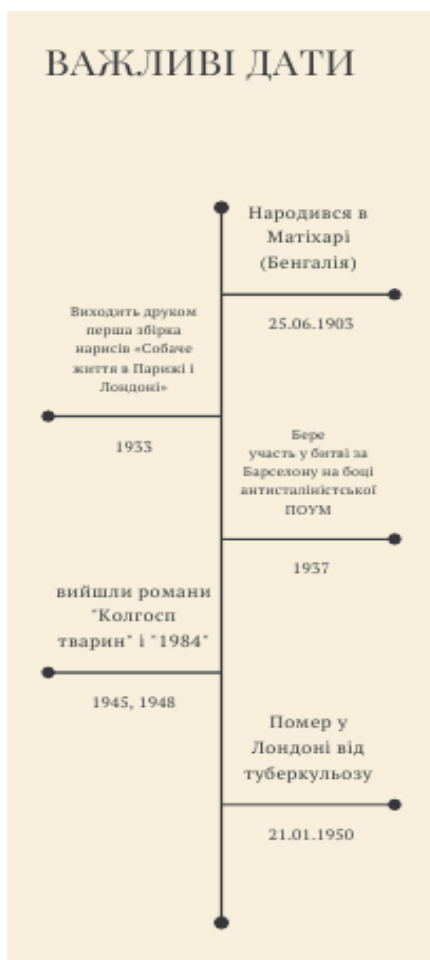 ВАЖЛИВІ ДАТИ
Народився в
Матіхарі
(Бенгалія)
25.06.1903
Виходить друком
перша збірка
нарисів «Собаче
життя в Парижі і
Лондоні»
1933
Бере
участь у битві за
Барселону на боці
антисталіністської
ПОУМ
1937
вийшли романи
"Колгосп
тварин" і "1984"
1945, 1948
Помер у
Лондоні від
туберкульозу
21.01.1950